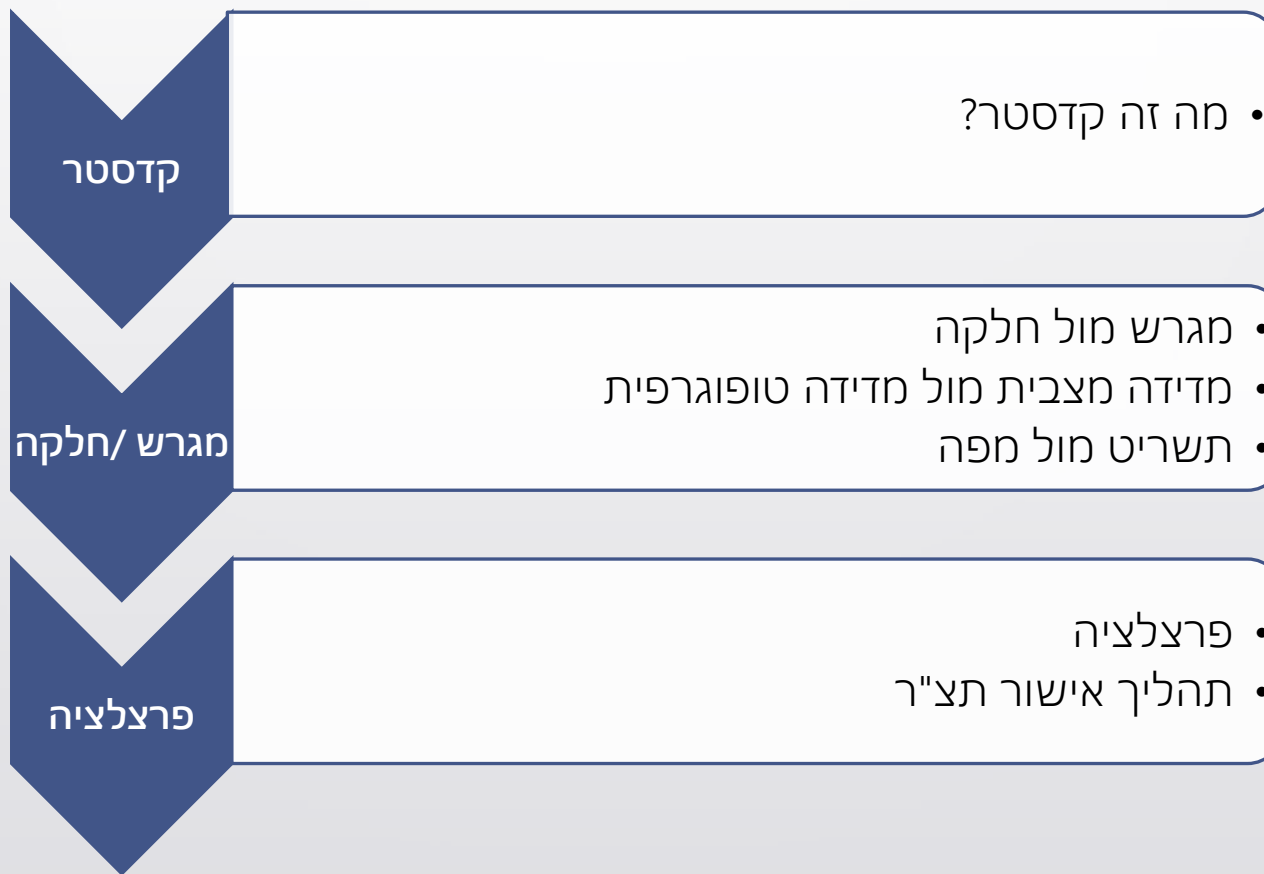 קדסטר
• מה זה קדסטר?
מגרש /חלקה
• מגרש מול חלקה
• מדידה מצבית מול מדידה טופוגרפית
• תשריט מול מפה
פרצלציה
• פרצלציה
• תהליך אישור תצ"ר